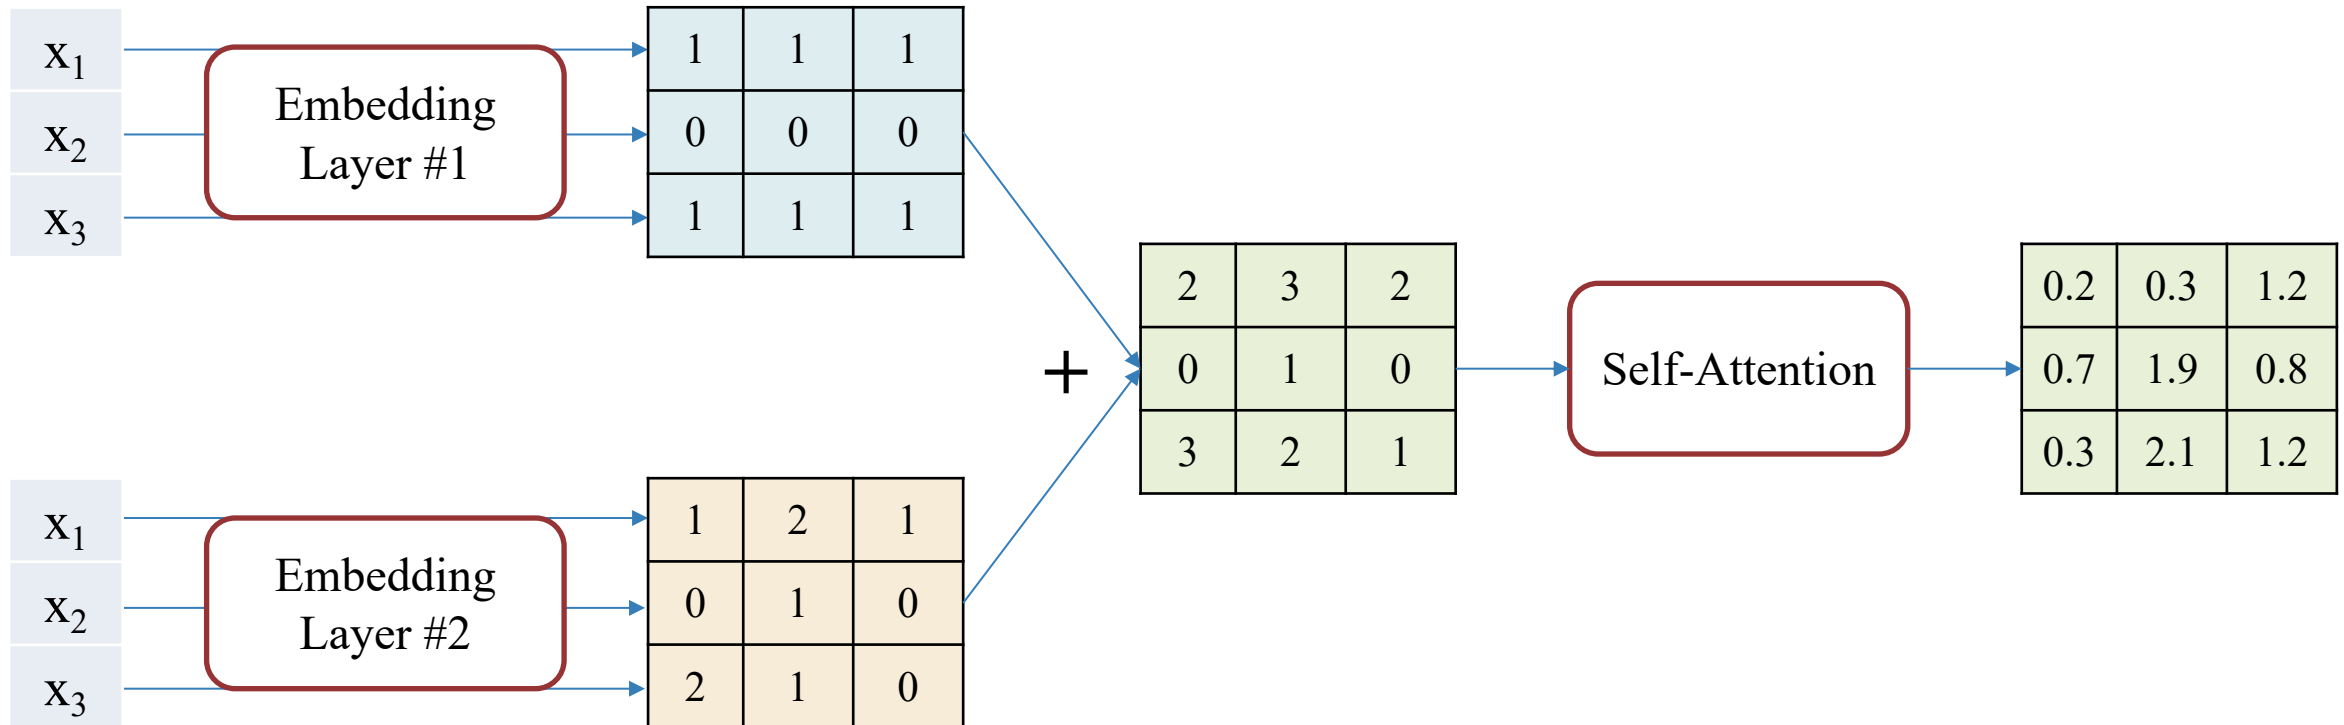 x₁
x₂
x₃
Embedding
Layer #1
1 1 1
0 0 0
1 1 1
x₁
x₂
x₃
Embedding
Layer #2
1 2 1
0 1 0
2 1 0
+
2 3 2
0 1 0
3 2 1
Self-Attention
0.2 0.3 1.2
0.7 1.9 0.8
0.3 2.1 1.2